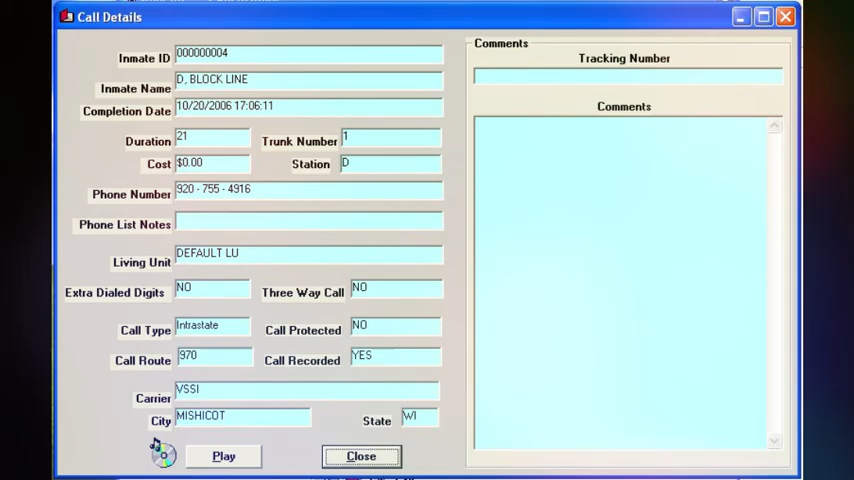 Call Details
Inmate ID 000000004
Inmate Name D, BLOCK LINE
Completion Date 10/20/2006 17:06:11
Duration 21 Trunk Number 1
Cost $0.00 Station D
Phone Number 920 - 755 - 4916
Phone List Notes
Living Unit DEFAULT LU
Extra Dialed Digits NO Three Way Call NO
Call Type Intrastate Call Protected NO
Call Route 970 Call Recorded YES
Carrier VSSI
City MISHICOT State WI
Play Close
Comments
Tracking Number
Comments